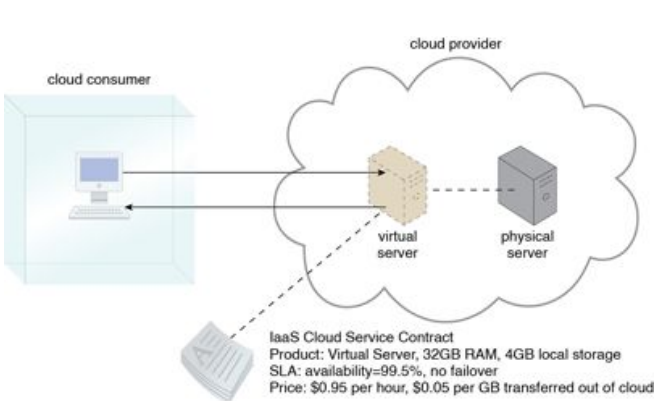 cloud provider
cloud consumer
virtual
server
physical
server
IaaS Cloud Service Contract
Product: Virtual Server, 32GB RAM, 4GB local storage
SLA: availability=99.5%, no failover
Price: $0.95 per hour, $0.05 per GB transferred out of cloud
A